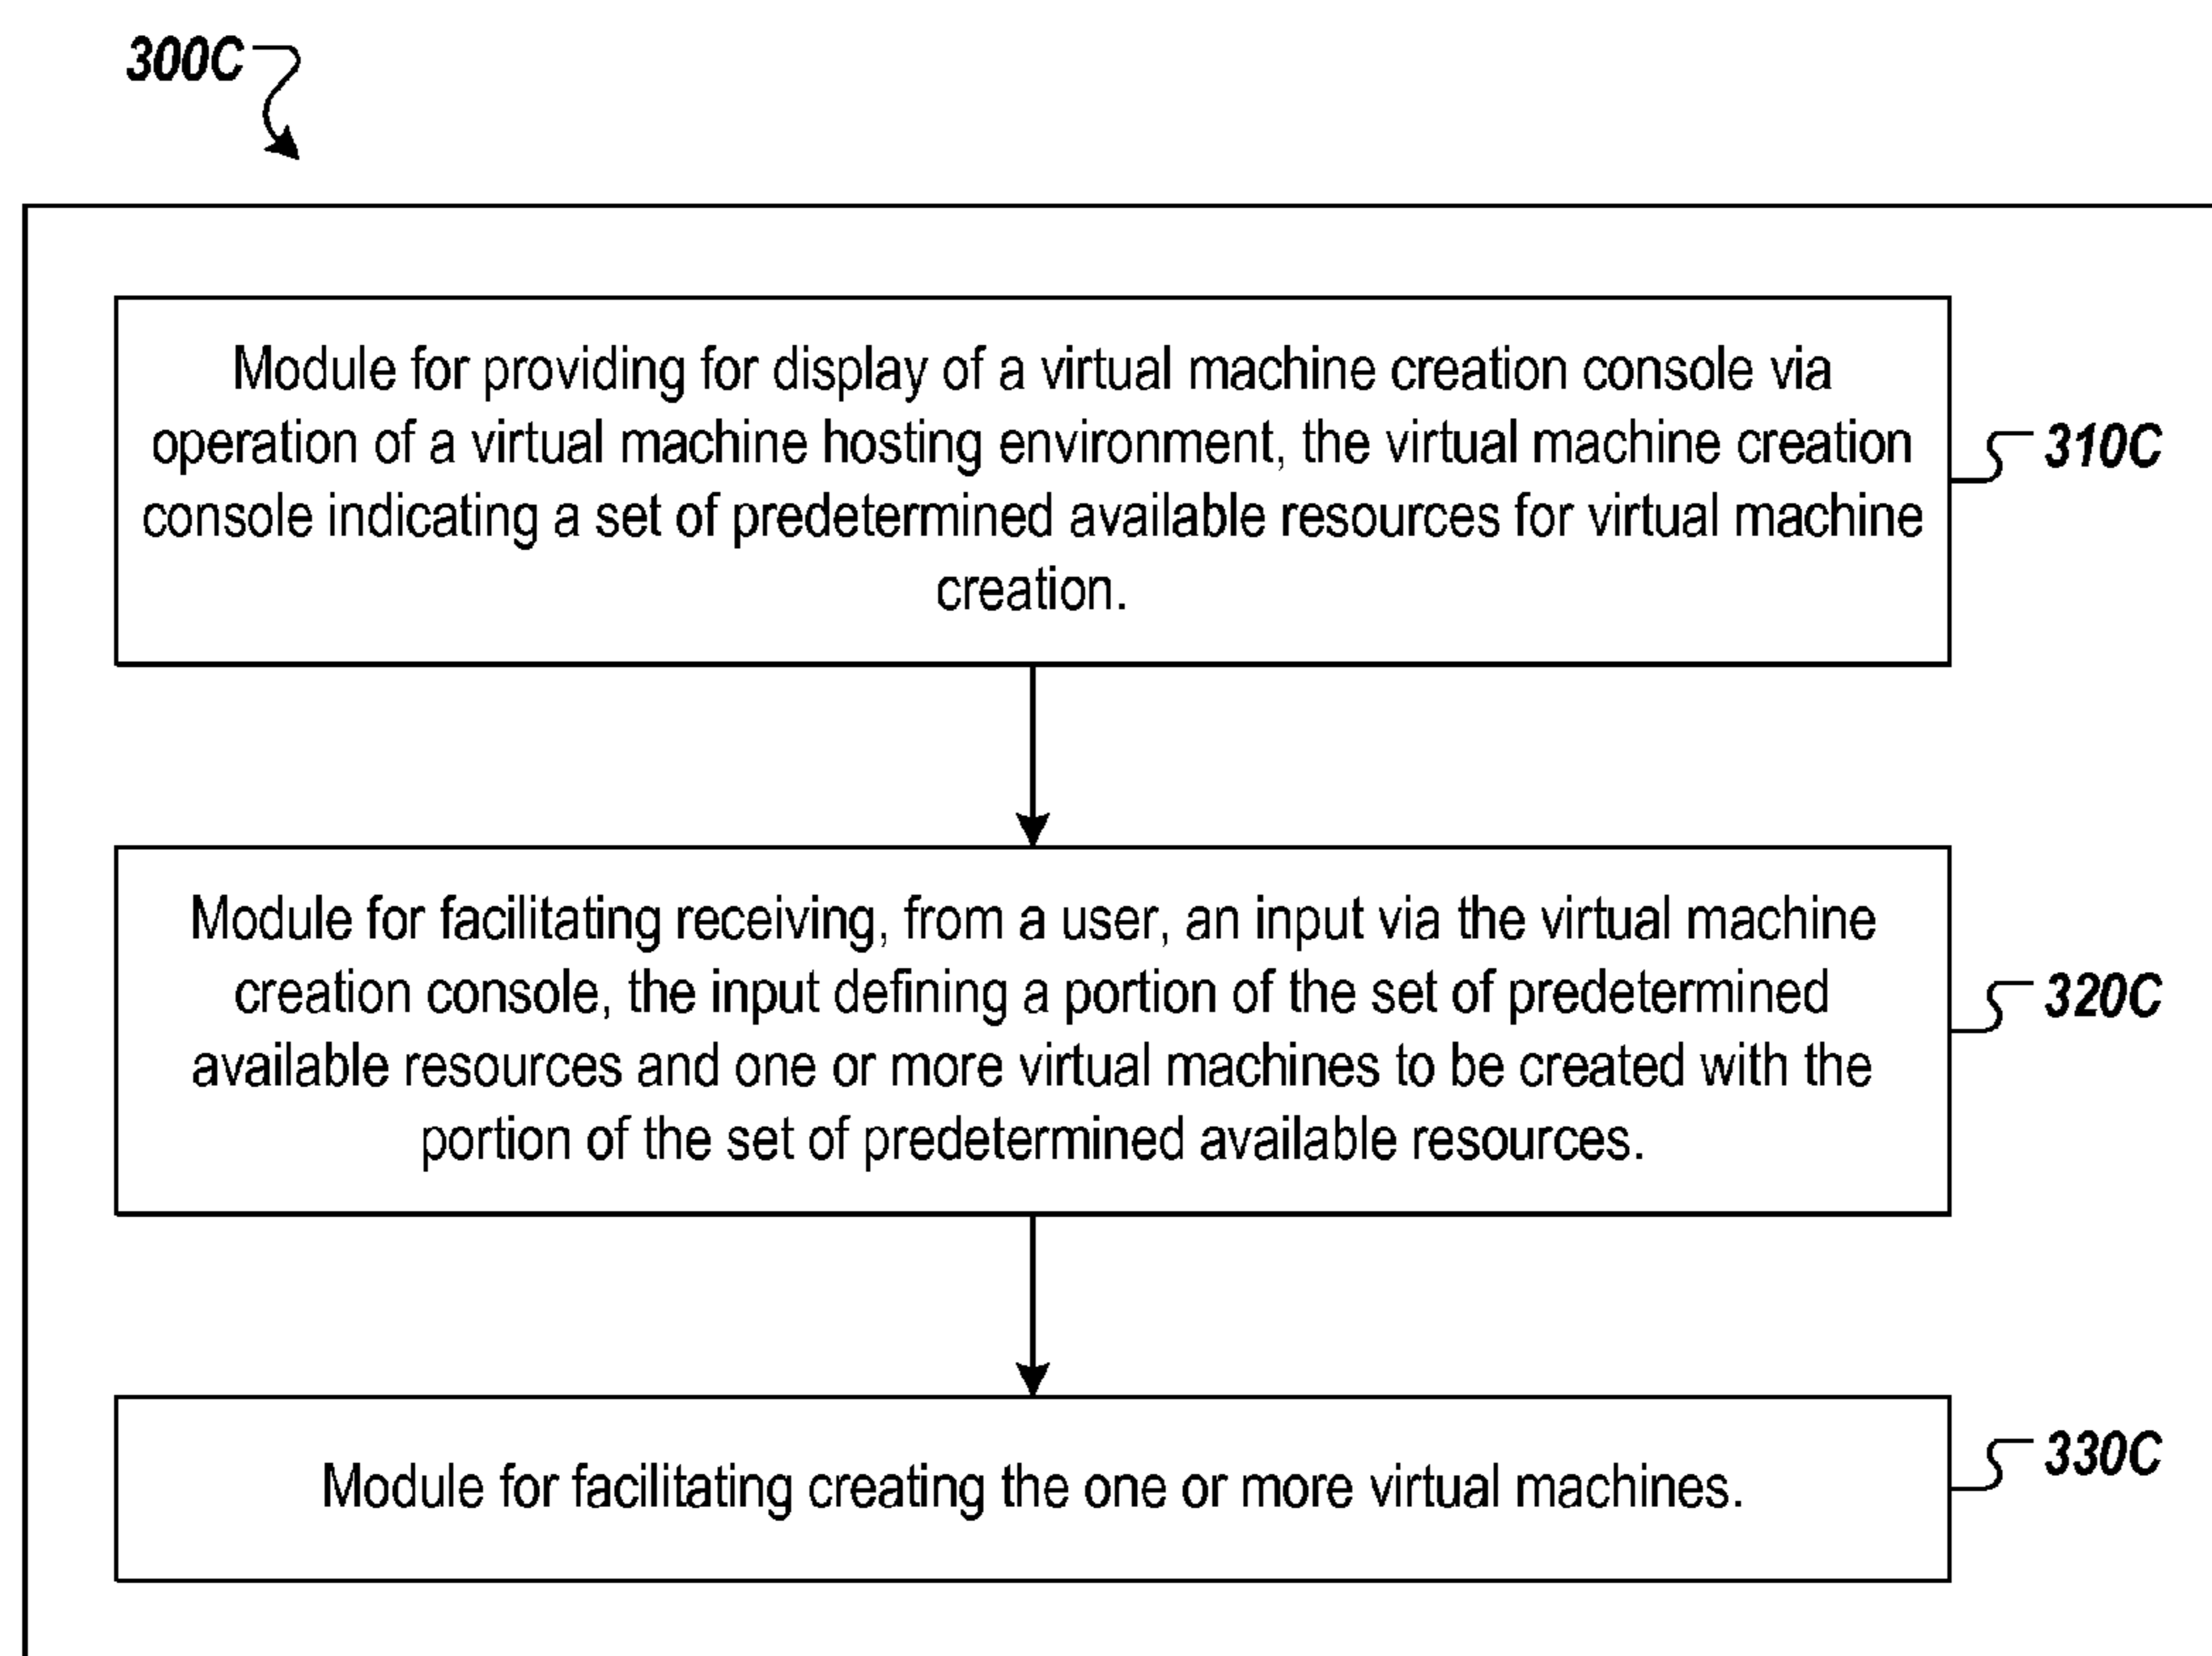 300C
Module for providing for display of a virtual machine creation console via
operation of a virtual machine hosting environment, the virtual machine creation
console indicating a set of predetermined available resources for virtual machine
creation.
310C
Module for facilitating receiving, from a user, an input via the virtual machine
creation console, the input defining a portion of the set of predetermined
available resources and one or more virtual machines to be created with the
portion of the set of predetermined available resources.
320C
Module for facilitating creating the one or more virtual machines.
330C